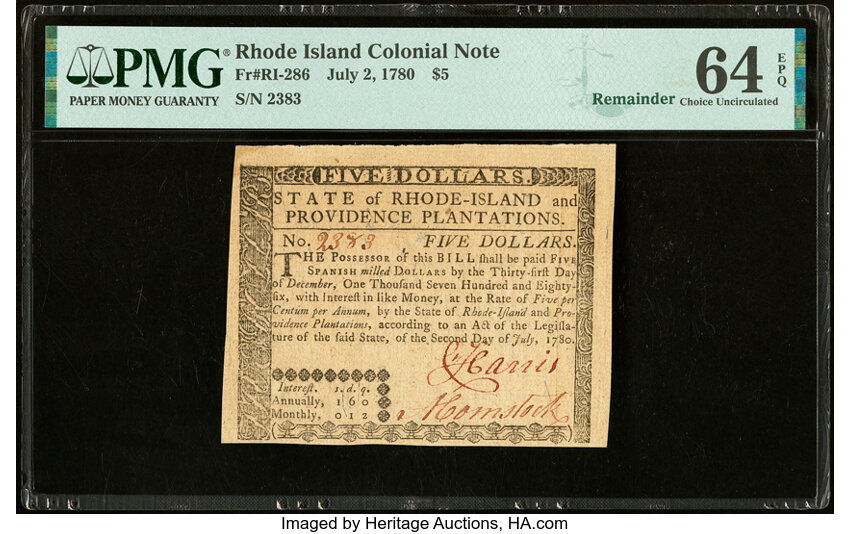 PMG® Rhode Island Colonial Note
PAPER MONEY GUARANTY
Fr#RI-286 July 2, 1780 $5
S/N 2383
Remainder
64 EPQ
Choice Uncirculated
FIVE DOLLARS.
STATE of RHODE-ISLAND and
PROVIDENCE PLANTATIONS.
No. 2383 FIVE DOLLARS.
THE POSSESSOR of this BILL ſhall be paid FIVE
SPANISH milled DOLLARS by the Thirty-firſt Day
of December, One Thouſand Seven Hundred and Eighty-
ſix, with Intereſt in like Money, at the Rate of Five per
Centum per Annum, by the State of Rhode-Iſland and Pro-
vidence Plantations, according to an Act of the Legiſla-
ture of the ſaid State, of the Second Day of July, 1780.
Harris
Intereſt. s. d. q.
Annually, 1 6 0
Monthly, 0 1 2
A Comstock
Imaged by Heritage Auctions, HA.com